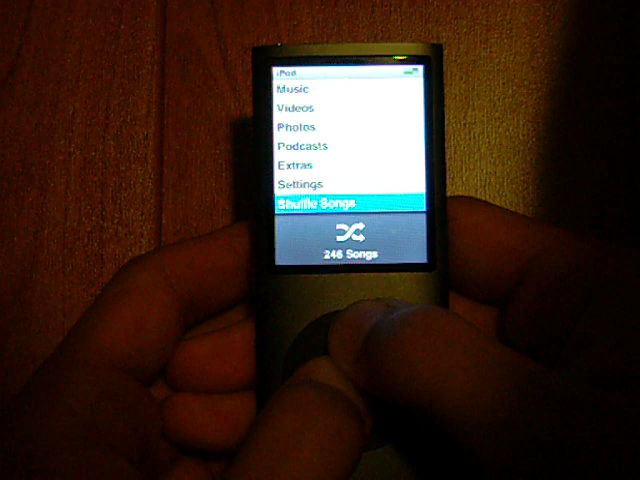 iPod
Music
Videos
Photos
Podcasts
Extras
Settings
Shuffle Songs
246 Songs